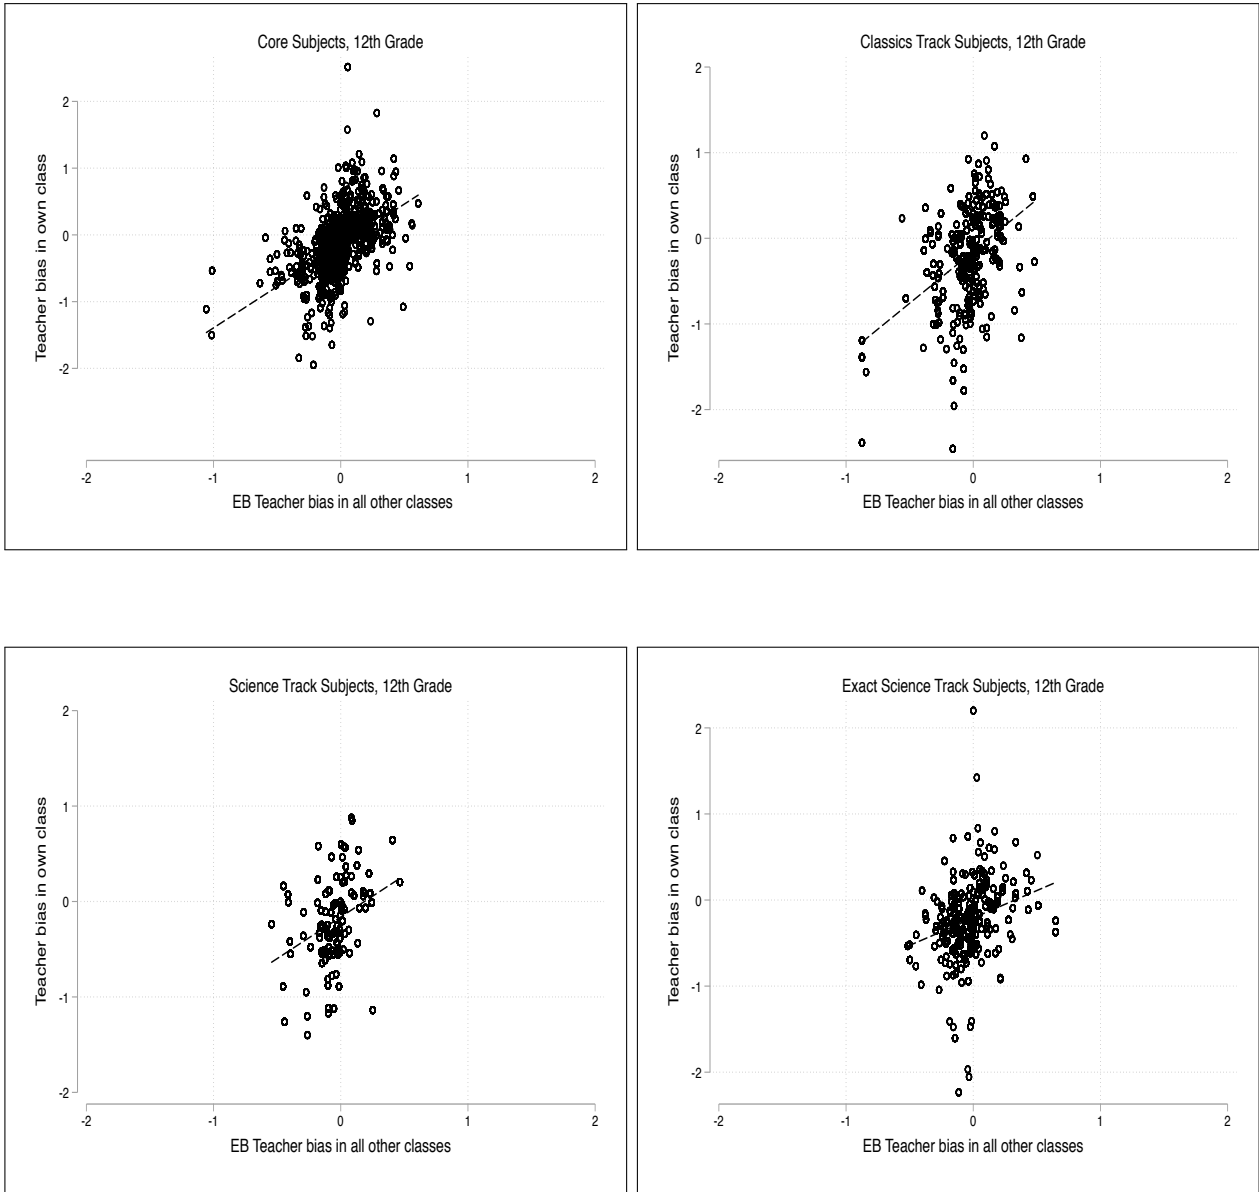 Core Subjects, 12th Grade
2
1
0
-1
-2
Teacher bias in own class
-2 -1 0 1 2
EB Teacher bias in all other classes
Classics Track Subjects, 12th Grade
2
1
0
-1
-2
Teacher bias in own class
-2 -1 0 1 2
EB Teacher bias in all other classes
Science Track Subjects, 12th Grade
2
1
0
-1
-2
Teacher bias in own class
-2 -1 0 1 2
EB Teacher bias in all other classes
Exact Science Track Subjects, 12th Grade
2
1
0
-1
-2
Teacher bias in own class
-2 -1 0 1 2
EB Teacher bias in all other classes